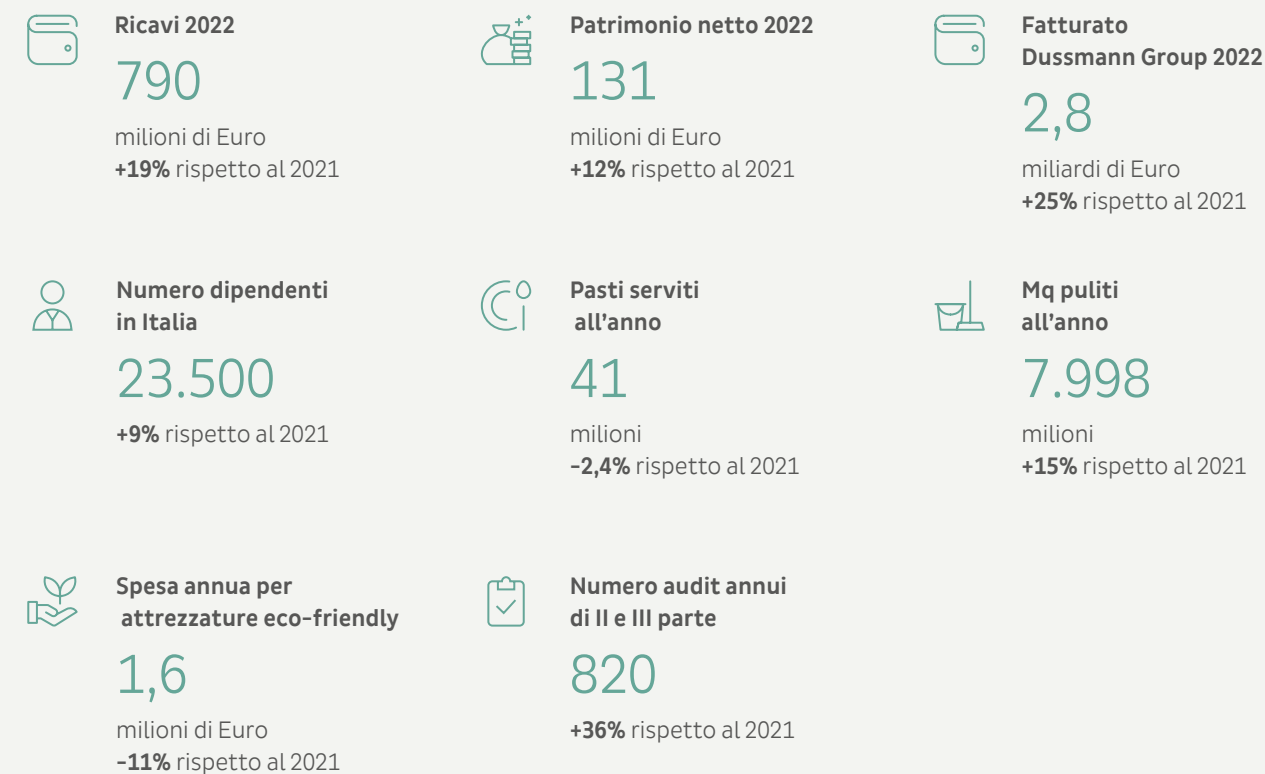 Ricavi 2022
790
milioni di Euro
+19% rispetto al 2021
Patrimonio netto 2022
131
milioni di Euro
+12% rispetto al 2021
Fatturato
Dussmann Group 2022
2,8
miliardi di Euro
+25% rispetto al 2021
Numero dipendenti
in Italia
23.500
+9% rispetto al 2021
Pasti serviti
all’anno
41
milioni
-2,4% rispetto al 2021
Mq puliti
all’anno
7.998
milioni
+15% rispetto al 2021
Spesa annua per
attrezzature eco-friendly
1,6
milioni di Euro
-11% rispetto al 2021
Numero audit annui
di II e III parte
820
+36% rispetto al 2021